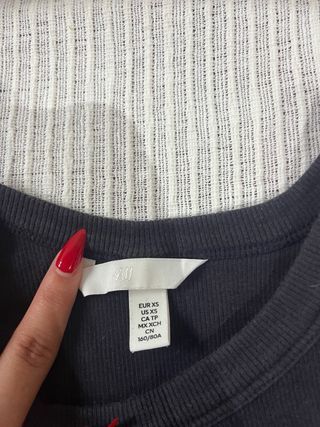 EUR XS
US XS
CA TP
MX XCH
CN
160/80A